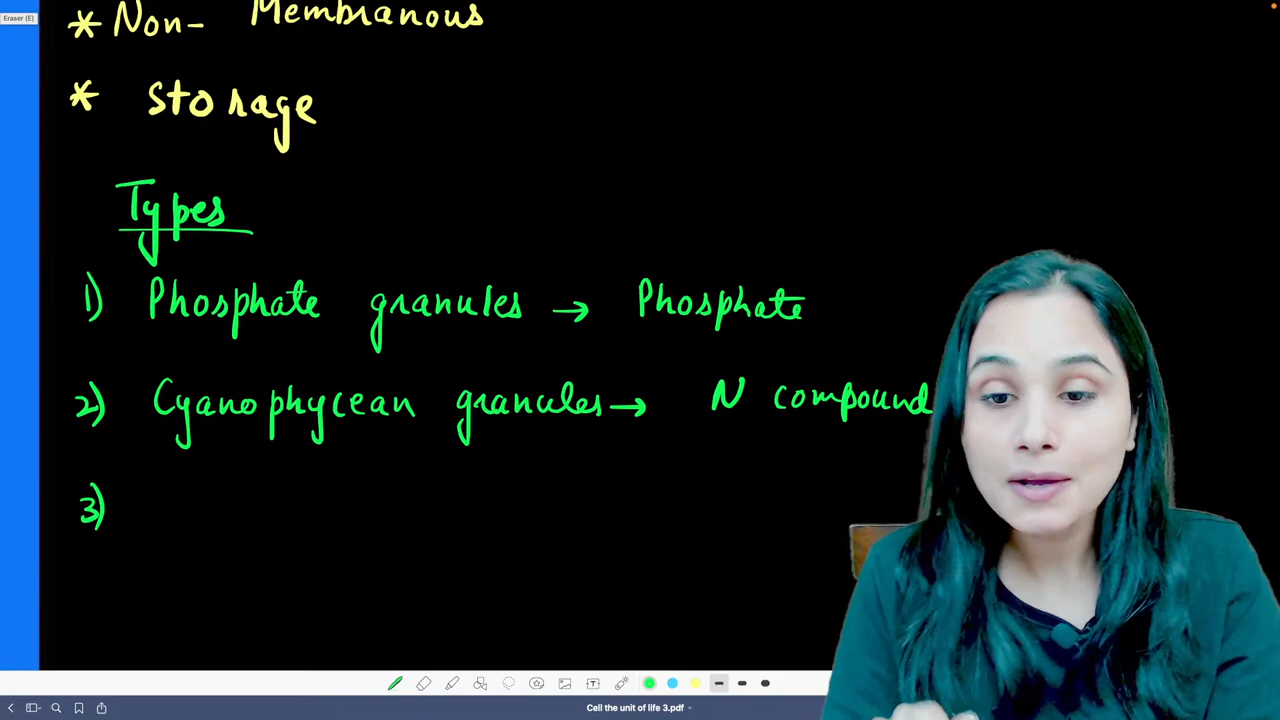 Eraser (E)
* Non- Membranous
* Storage
Types
1) Phosphate granules → Phosphate
2) Cyanophycean granules → N compound
3)
Cell the unit of life 3.pdf